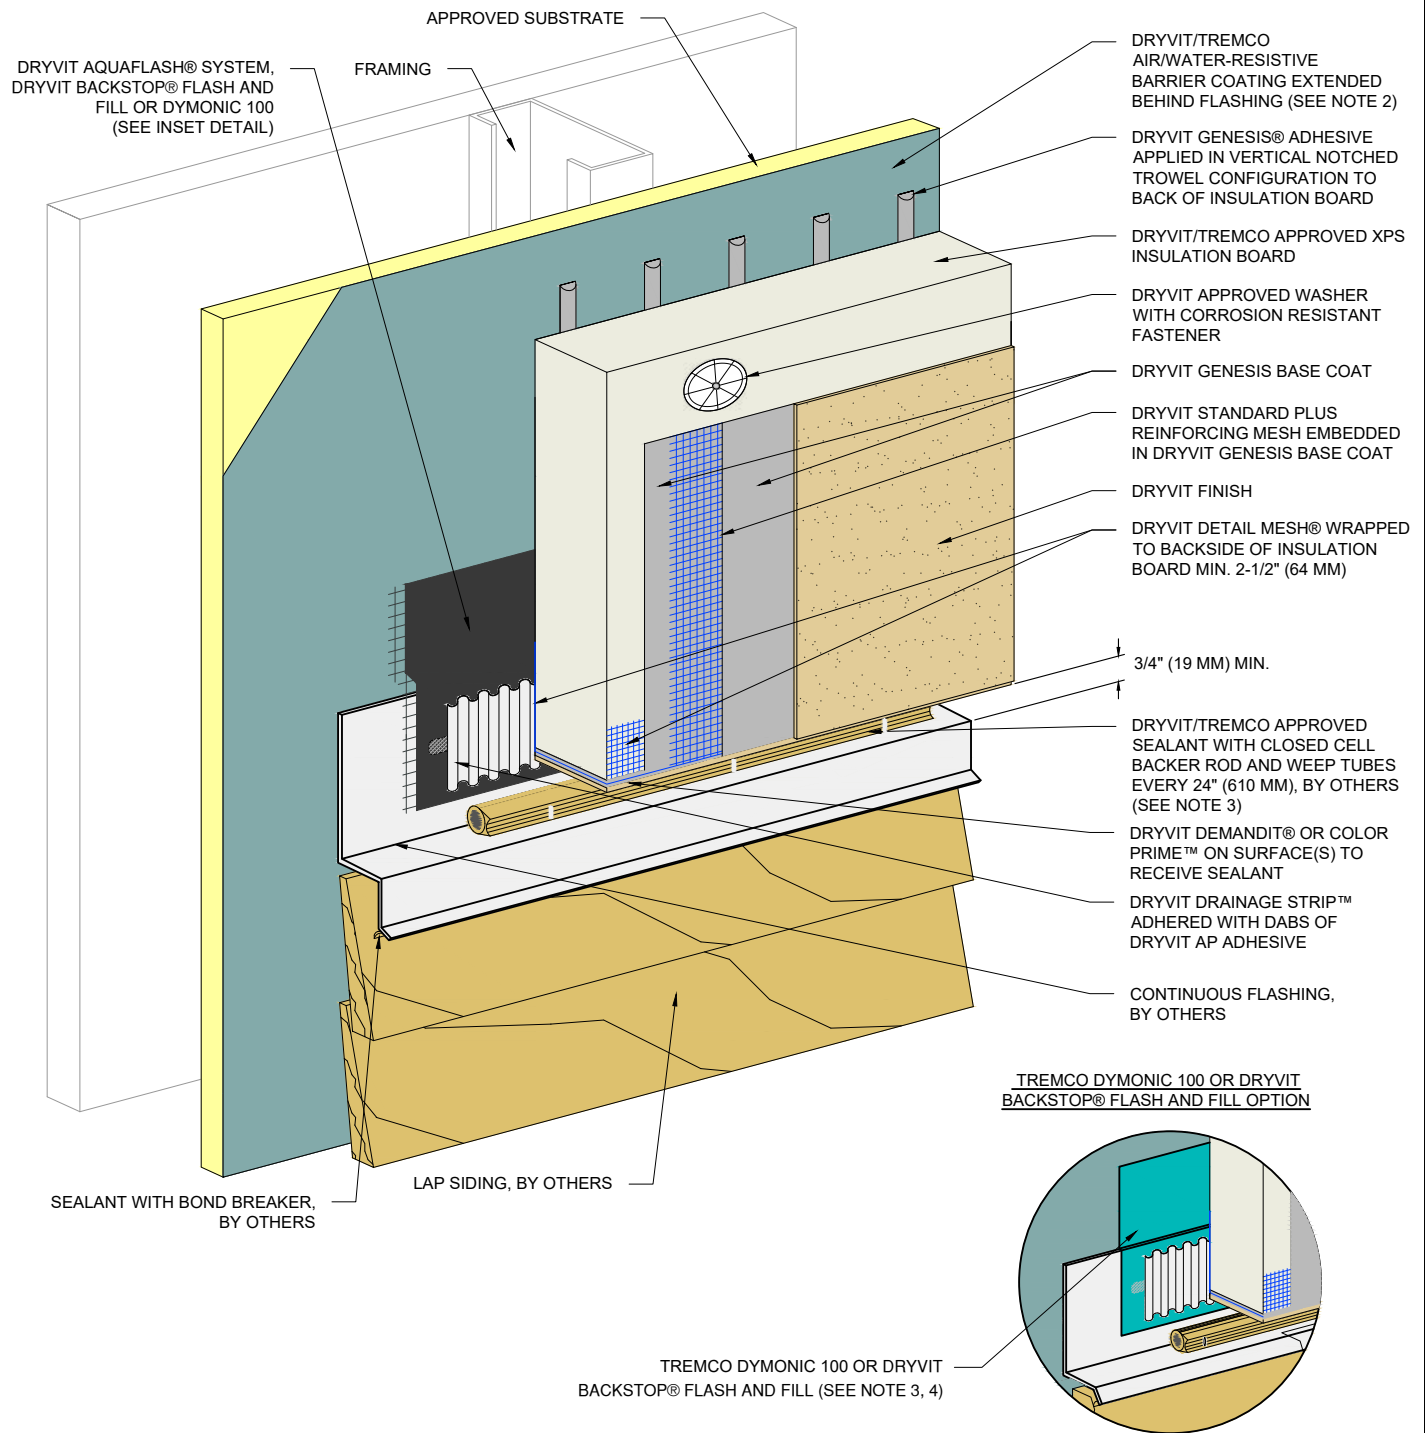 APPROVED SUBSTRATE
DRYVIT AQUAFLASH® SYSTEM,
DRYVIT BACKSTOP® FLASH AND
FILL OR DYMONIC 100
(SEE INSET DETAIL)
FRAMING
DRYVIT/TREMCO
AIR/WATER-RESISTIVE
BARRIER COATING EXTENDED
BEHIND FLASHING (SEE NOTE 2)
DRYVIT GENESIS® ADHESIVE
APPLIED IN VERTICAL NOTCHED
TROWEL CONFIGURATION TO
BACK OF INSULATION BOARD
DRYVIT/TREMCO APPROVED XPS
INSULATION BOARD
DRYVIT APPROVED WASHER
WITH CORROSION RESISTANT
FASTENER
DRYVIT GENESIS BASE COAT
DRYVIT STANDARD PLUS
REINFORCING MESH EMBEDDED
IN DRYVIT GENESIS BASE COAT
DRYVIT FINISH
DRYVIT DETAIL MESH® WRAPPED
TO BACKSIDE OF INSULATION
BOARD MIN. 2-1/2" (64 MM)
3/4" (19 MM) MIN.
DRYVIT/TREMCO APPROVED
SEALANT WITH CLOSED CELL
BACKER ROD AND WEEP TUBES
EVERY 24" (610 MM), BY OTHERS
(SEE NOTE 3)
DRYVIT DEMANDIT® OR COLOR
PRIME™ ON SURFACE(S) TO
RECEIVE SEALANT
DRYVIT DRAINAGE STRIP™
ADHERED WITH DABS OF
DRYVIT AP ADHESIVE
CONTINUOUS FLASHING,
BY OTHERS
SEALANT WITH BOND BREAKER,
BY OTHERS
LAP SIDING, BY OTHERS
TREMCO DYMONIC 100 OR DRYVIT
BACKSTOP® FLASH AND FILL OPTION
TREMCO DYMONIC 100 OR DRYVIT
BACKSTOP® FLASH AND FILL (SEE NOTE 3, 4)